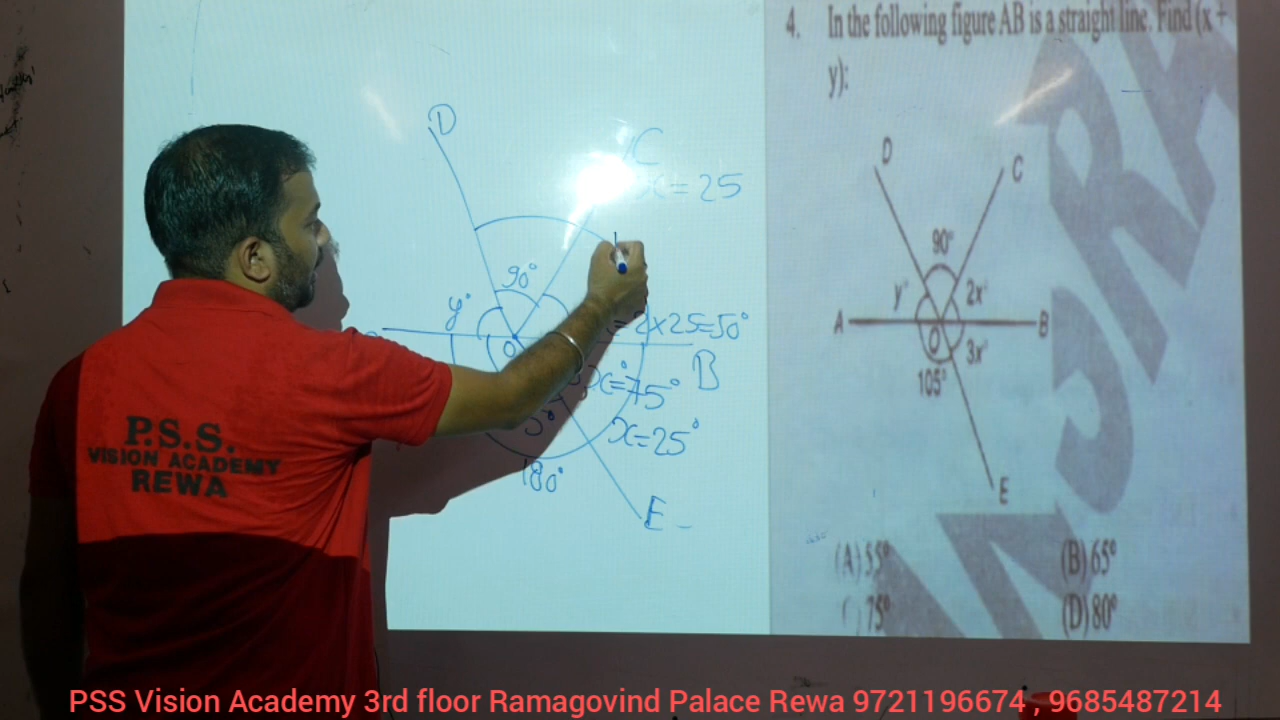 4. In the following figure AB is a straight line. Find (x +
y):
D
C
90°
y°
2x°
A
B
O
3x°
105°
E
(A) 55°
(B) 65°
75°
(D) 80°
D
C
x = 25
90°
y°
= 2x25=50°
O
B
3x°=75°
x=25°
180°
E
P.S.S.
VISION ACADEMY
REWA
PSS Vision Academy 3rd floor Ramagovind Palace Rewa 9721196674 , 9685487214